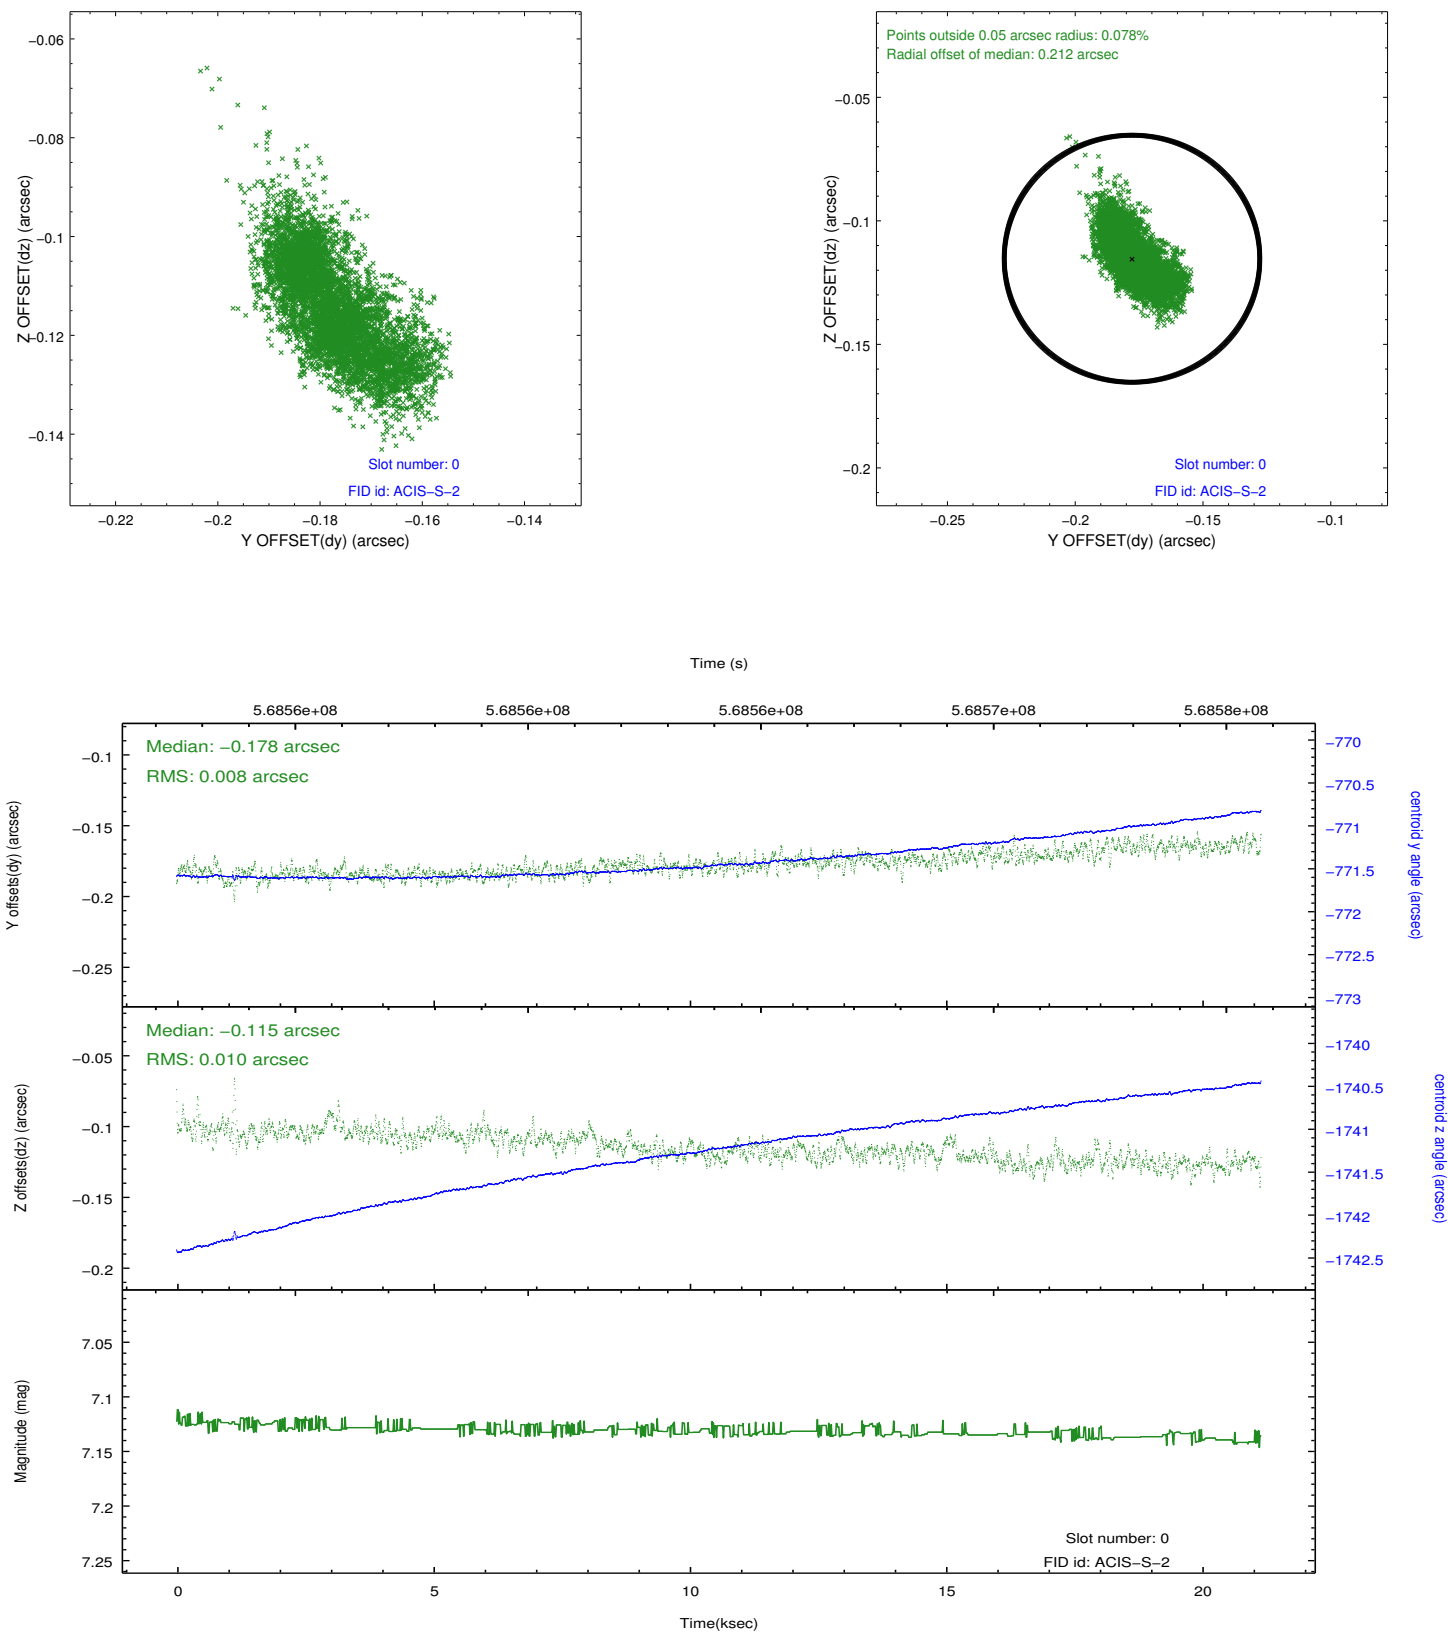 −0.06
−0.08
−0.1
−0.12
−0.14
Z OFFSET(dz) (arcsec)
Slot number: 0
FID id: ACIS−S−2
−0.22
−0.2
−0.18
−0.16
−0.14
Y OFFSET(dy) (arcsec)
Points outside 0.05 arcsec radius: 0.078%
Radial offset of median: 0.212 arcsec
−0.05
−0.1
−0.15
−0.2
Z OFFSET(dz) (arcsec)
Slot number: 0
FID id: ACIS−S−2
−0.25
−0.2
−0.15
−0.1
Y OFFSET(dy) (arcsec)
Time (s)
5.6856e+08
5.6856e+08
5.6856e+08
5.6857e+08
5.6858e+08
Median: −0.178 arcsec
RMS: 0.008 arcsec
−0.1
−0.15
−0.2
−0.25
Y offsets(dy) (arcsec)
−770
−770.5
−771
−771.5
−772
−772.5
−773
centroid y angle (arcsec)
Median: −0.115 arcsec
RMS: 0.010 arcsec
−0.05
−0.1
−0.15
−0.2
Z offsets(dz) (arcsec)
−1740
−1740.5
−1741
−1741.5
−1742
−1742.5
centroid z angle (arcsec)
7.05
7.1
7.15
7.2
7.25
Magnitude (mag)
Slot number: 0
FID id: ACIS−S−2
0
5
10
15
20
Time(ksec)